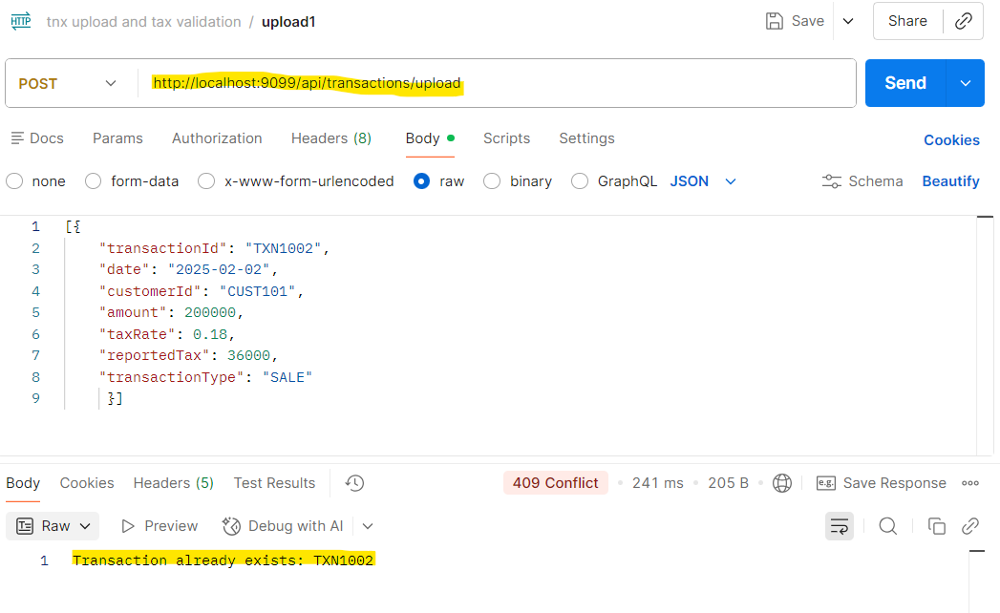 HTTP tnx upload and tax validation / upload1 Save Share
POST http://localhost:9099/api/transactions/upload Send
Docs Params Authorization Headers (8) Body Scripts Settings Cookies
none form-data x-www-form-urlencoded raw binary GraphQL JSON Schema Beautify
1 [{
2 "transactionId": "TXN1002",
3 "date": "2025-02-02",
4 "customerId": "CUST101",
5 "amount": 200000,
6 "taxRate": 0.18,
7 "reportedTax": 36000,
8 "transactionType": "SALE"
9 }]
Body Cookies Headers (5) Test Results 409 Conflict • 241 ms • 205 B • e.g. Save Response
Raw Preview Debug with AI
1 Transaction already exists: TXN1002